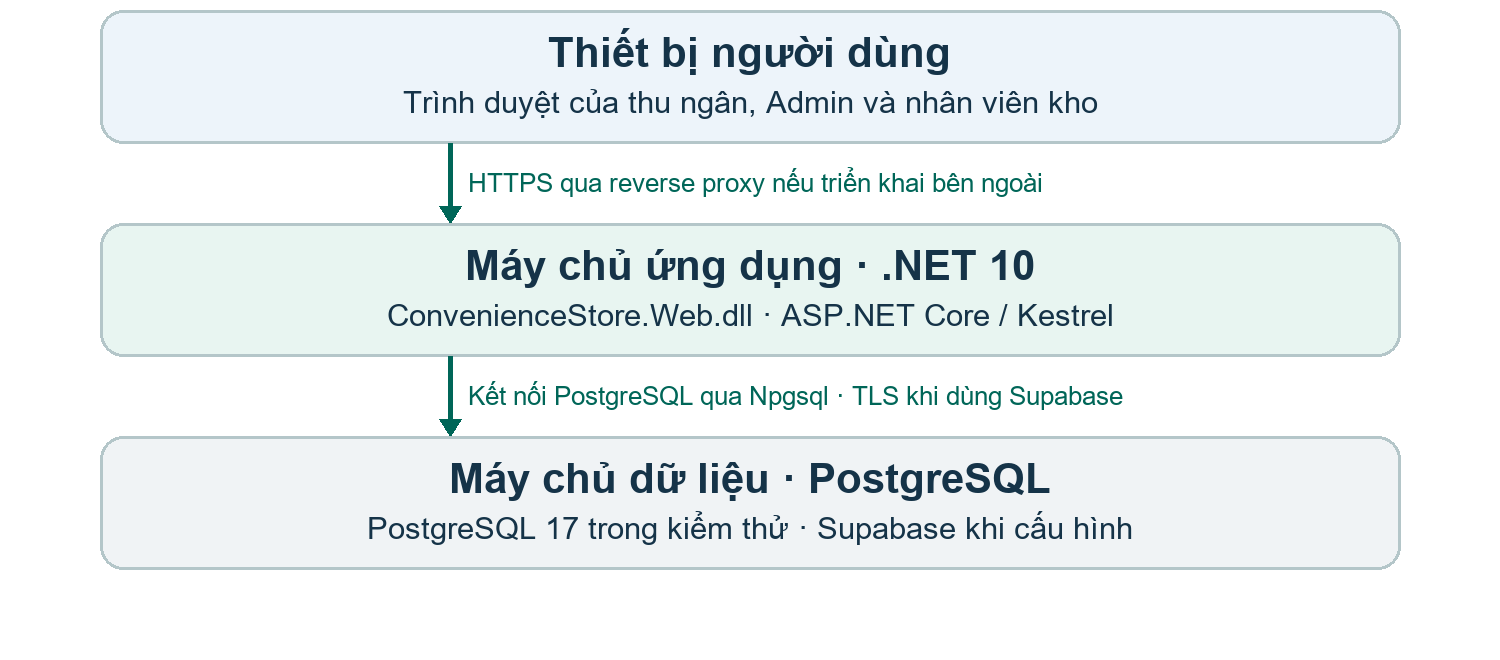 Thiết bị người dùng
Trình duyệt của thu ngân, Admin và nhân viên kho
HTTPS qua reverse proxy nếu triển khai bên ngoài
Máy chủ ứng dụng · .NET 10
ConvenienceStore.Web.dll · ASP.NET Core / Kestrel
Kết nối PostgreSQL qua Npgsql · TLS khi dùng Supabase
Máy chủ dữ liệu · PostgreSQL
PostgreSQL 17 trong kiểm thử · Supabase khi cấu hình